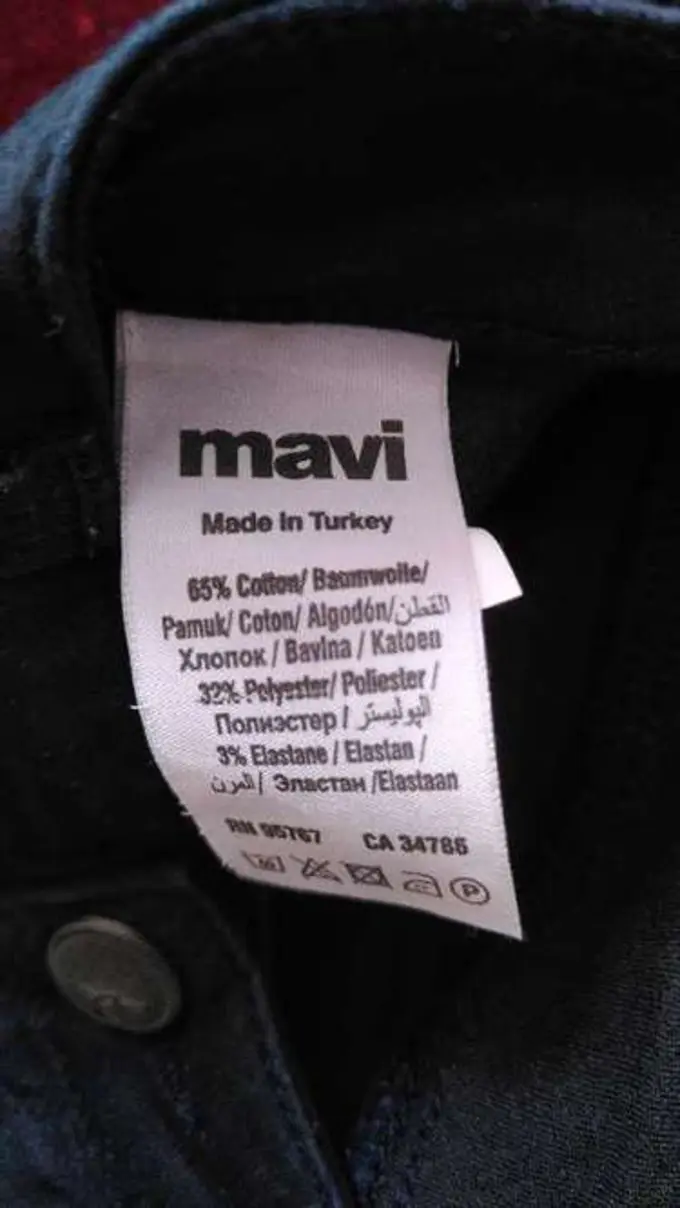 mavi
Made in Turkey
65% Cotton/ Baumwolle/
Pamuk/ Coton/ Algodón/القطن
Хлопок / Bavlna / Katoen
32% Polyester/ Poliester /
Полиэстер / البوليستر
3% Elastane / Elastan /
المرن/ Эластан /Elastaan
RN 95767 CA 34786
P